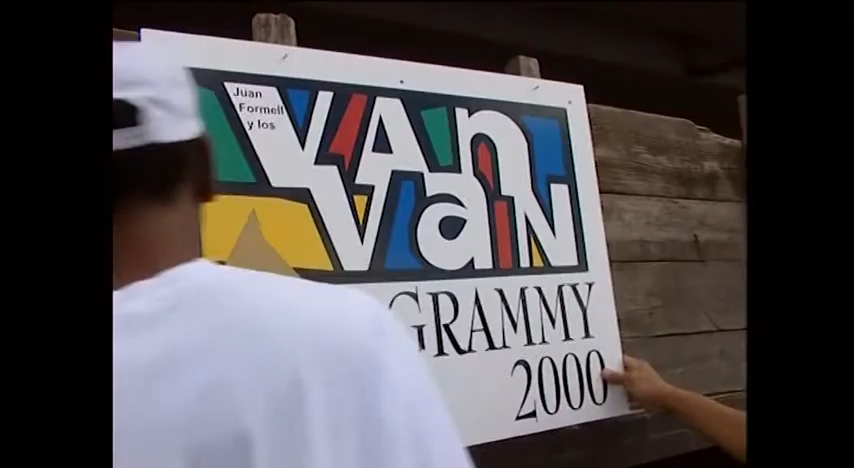 Juan
Formell
y los
Van
Van
GRAMMY
2000